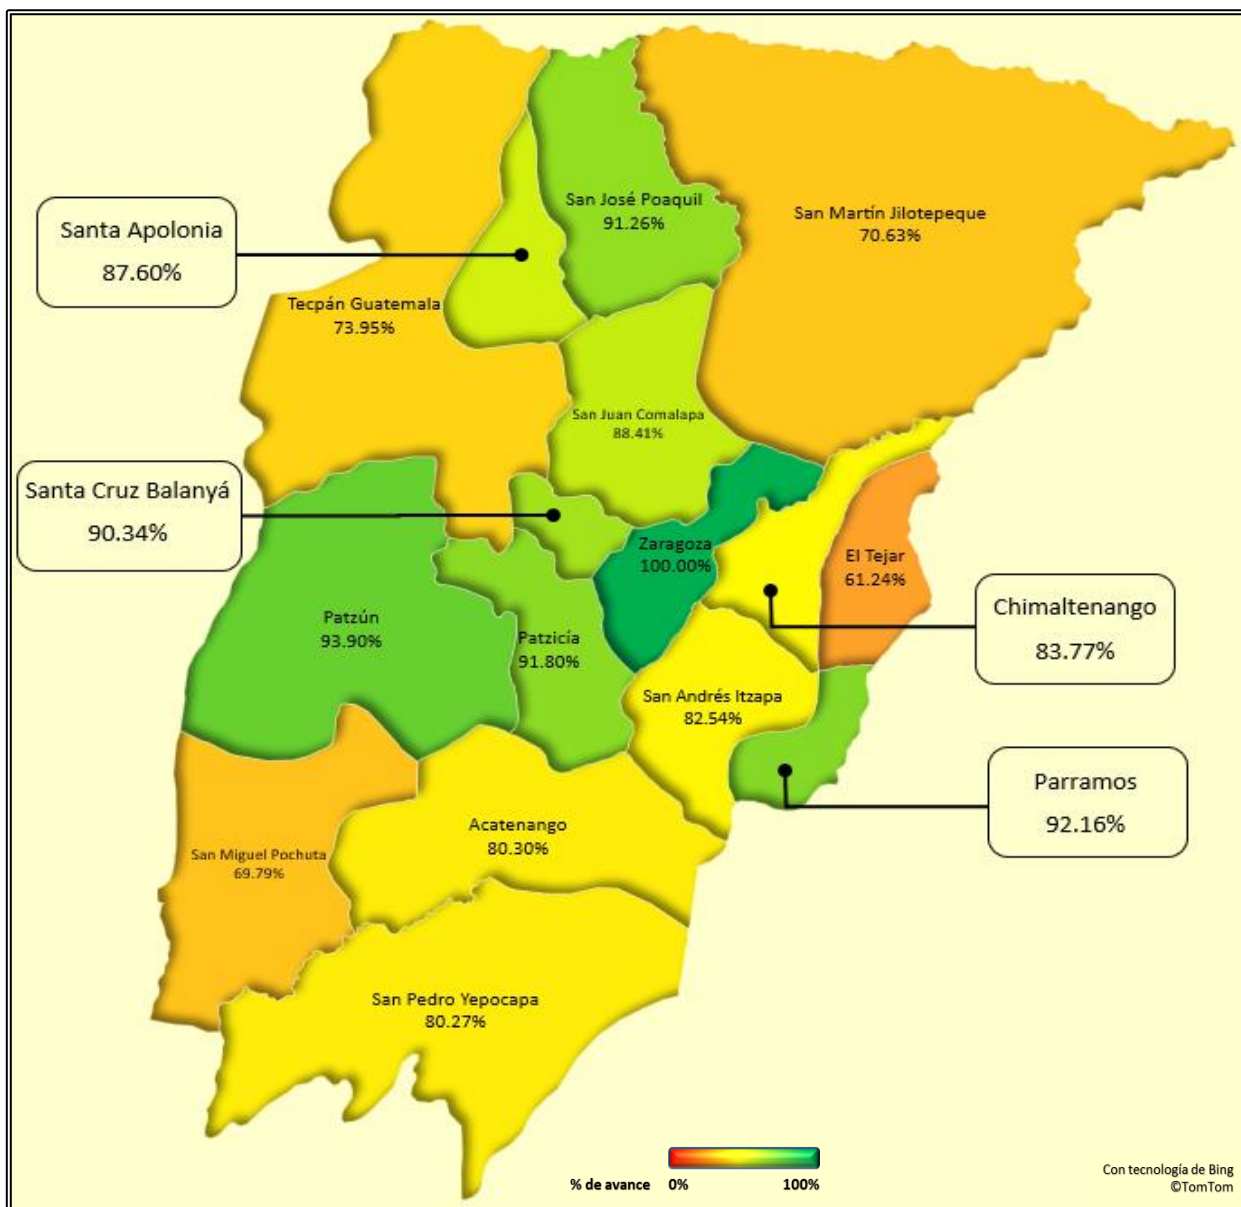 San José Poaquil
91.26%
San Martín Jilotepeque
70.63%
Santa Apolonia
87.60%
Tecpán Guatemala
73.95%
San Juan Comalapa
88.41%
Santa Cruz Balanyá
90.34%
Zaragoza
100.00%
El Tejar
61.24%
Chimaltenango
83.77%
Patzún
93.90%
Patzicía
91.80%
San Andrés Itzapa
82.54%
Parramos
92.16%
Acatenango
80.30%
San Miguel Pochuta
69.79%
San Pedro Yepocapa
80.27%
% de avance 0% 100%
Con tecnología de Bing
©TomTom